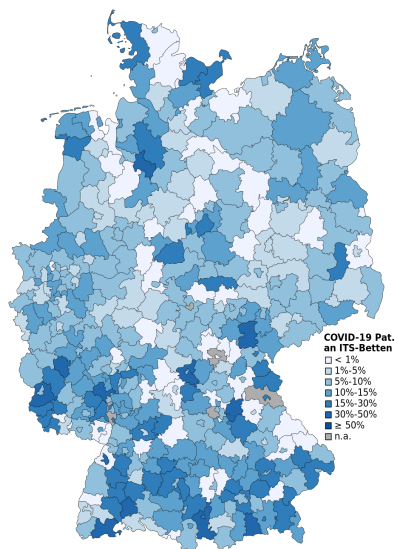 COVID-19 Pat.
an ITS-Betten
< 1%
1%-5%
5%-10%
10%-15%
15%-30%
30%-50%
≥ 50%
n.a.